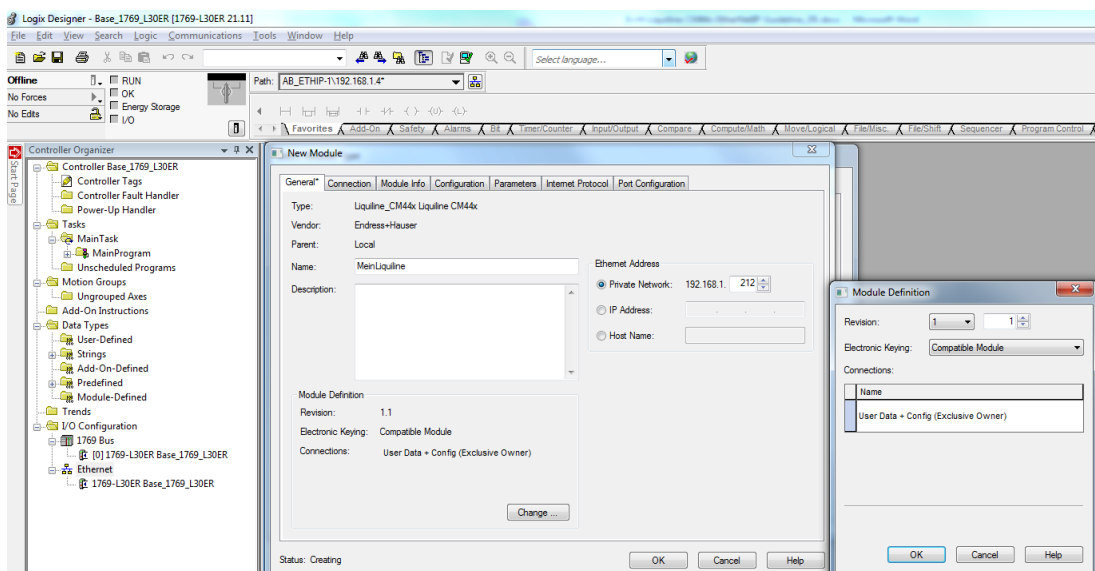 Logix Designer - Base_1769_L30ER [1769-L30ER 21.11]
File Edit View Search Logic Communications Tools Window Help
Select language...
Offline
RUN
No Forces
OK
Energy Storage
No Edits
I/O
Path: AB_ETHIP-1\192.168.1.4*
Favorites Add-On Safety Alarms Bit Timer/Counter Input/Output Compare Compute/Math Move/Logical File/Misc. File/Shift Sequencer Program Control
Start Page
Controller Organizer
Controller Base_1769_L30ER
Controller Tags
Controller Fault Handler
Power-Up Handler
Tasks
MainTask
MainProgram
Unscheduled Programs
Motion Groups
Ungrouped Axes
Add-On Instructions
Data Types
User-Defined
Strings
Add-On-Defined
Predefined
Module-Defined
Trends
I/O Configuration
1769 Bus
[0] 1769-L30ER Base_1769_L30ER
Ethernet
1769-L30ER Base_1769_L30ER
New Module
General* Connection Module Info Configuration Parameters Internet Protocol Port Configuration
Type: Liquiline_CM44x Liquiline CM44x
Vendor: Endress+Hauser
Parent: Local
Name: MeinLiquiline
Description:
Ethernet Address
Private Network: 192.168.1. 212
IP Address:
Host Name:
Module Definition
Revision: 1.1
Electronic Keying: Compatible Module
Connections: User Data + Config (Exclusive Owner)
Change ...
Status: Creating
OK Cancel Help
Module Definition
Revision: 1 1
Electronic Keying: Compatible Module
Connections:
Name
User Data + Config (Exclusive Owner)
OK Cancel Help